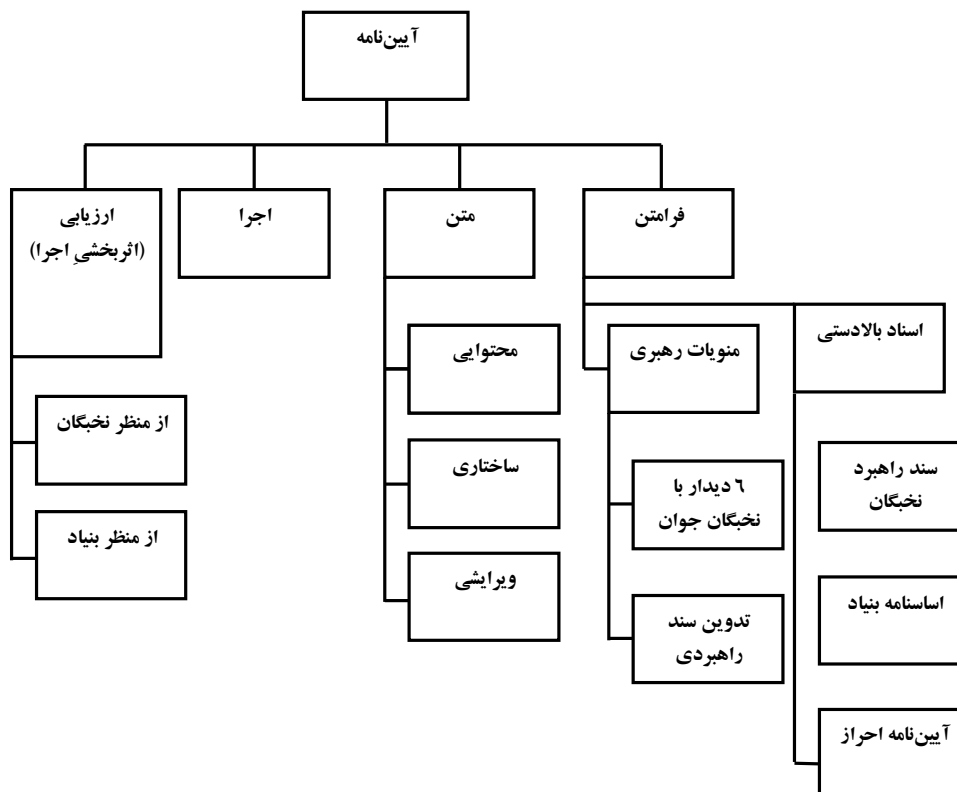 آیین‌نامه
فرامتن
متن
اجرا
ارزیابی
(اثربخشیِ اجرا)
اسناد بالادستی
منویات رهبری
محتوایی
از منظر نخبگان
سند راهبرد
نخبگان
٦ دیدار با
نخبگان جوان
ساختاری
از منظر بنیاد
اساسنامه بنیاد
تدوین سند
راهبردی
ویرایشی
آیین‌نامه احراز